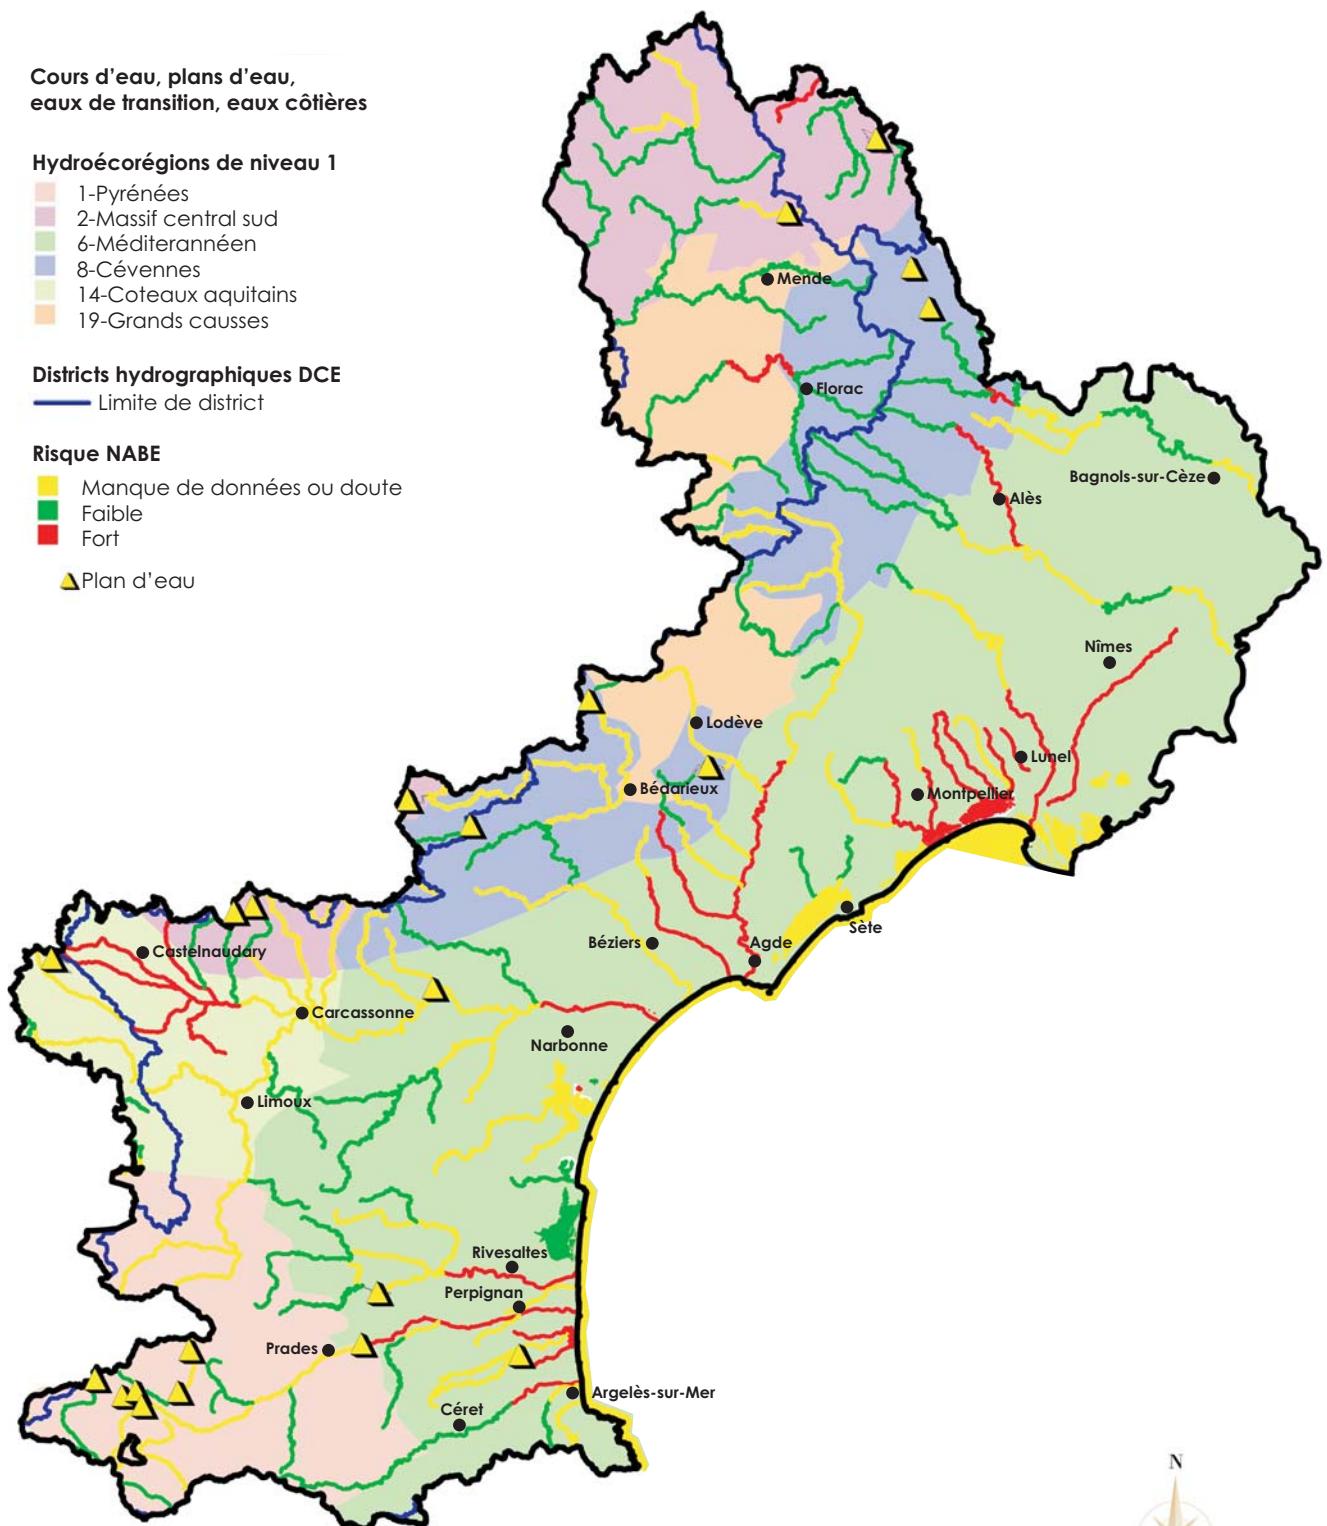 Cours d'eau, plans d'eau,
eaux de transition, eaux côtières
Hydroécorégions de niveau 1
1-Pyrénées
2-Massif central sud
6-Méditerannéen
8-Cévennes
14-Coteaux aquitains
19-Grands causses
Districts hydrographiques DCE
Limite de district
Risque NABE
Manque de données ou doute
Faible
Fort
Plan d'eau
Mende
Florac
Bagnols-sur-Cèze
Alès
Nîmes
Lodève
Lunel
Bédarieux
Montpellier
Sète
Béziers
Agde
Castelnaudary
Carcassonne
Narbonne
Limoux
Rivesaltes
Perpignan
Prades
Argelès-sur-Mer
Céret
N